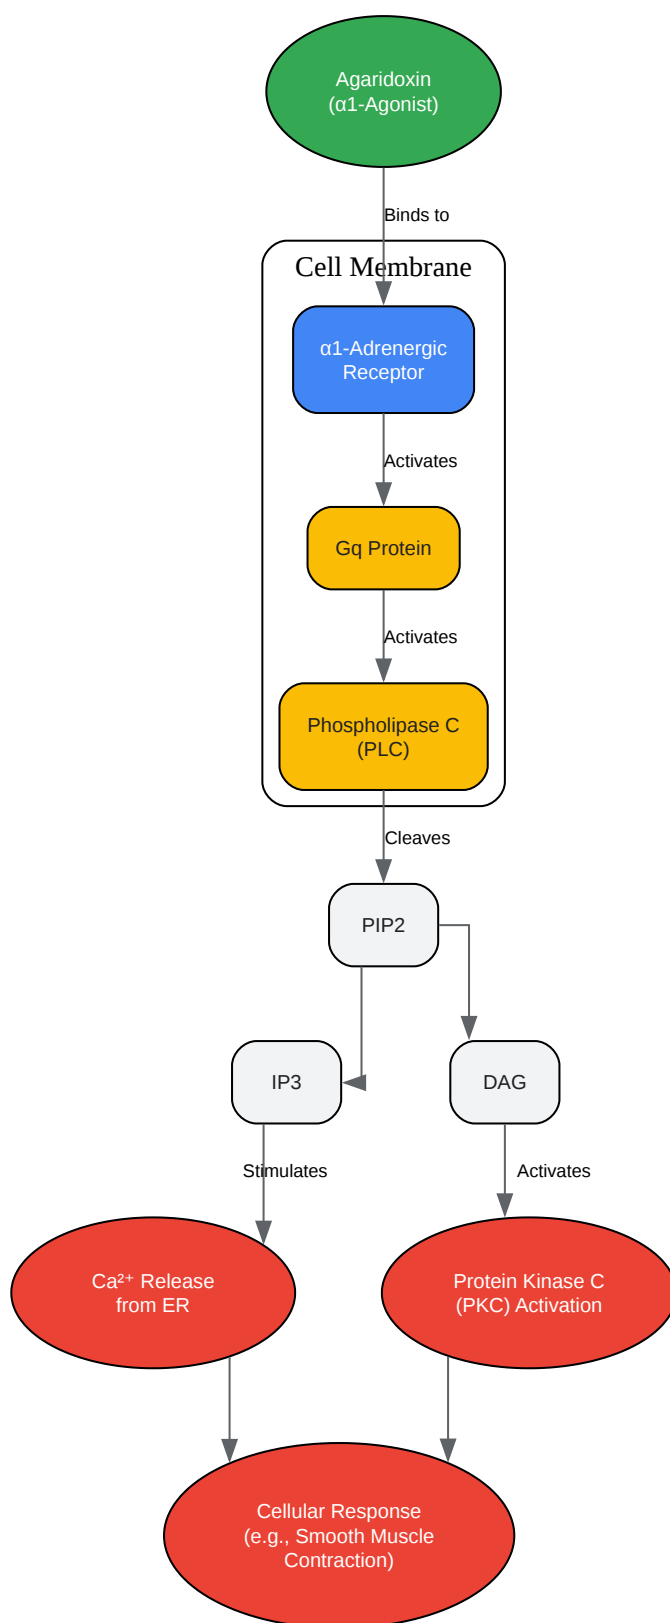 Agaridoxin
(α1-Agonist)
Binds to
Cell Membrane
α1-Adrenergic
Receptor
Activates
Gq Protein
Activates
Phospholipase C
(PLC)
Cleaves
PIP2
IP3
DAG
Stimulates
Activates
Ca²⁺ Release
from ER
Protein Kinase C
(PKC) Activation
Cellular Response
(e.g., Smooth Muscle
Contraction)